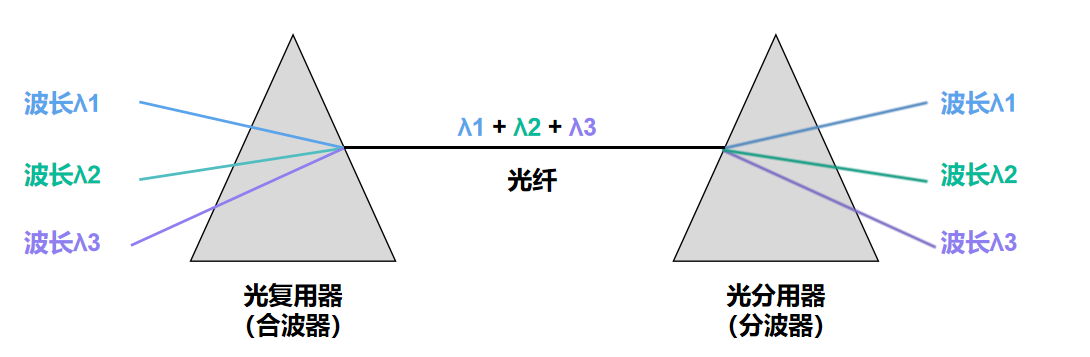 波长λ1
波长λ2
波长λ3
λ1 + λ2 + λ3
光纤
波长λ1
波长λ2
波长λ3
光复用器
（合波器）
光分用器
（分波器）